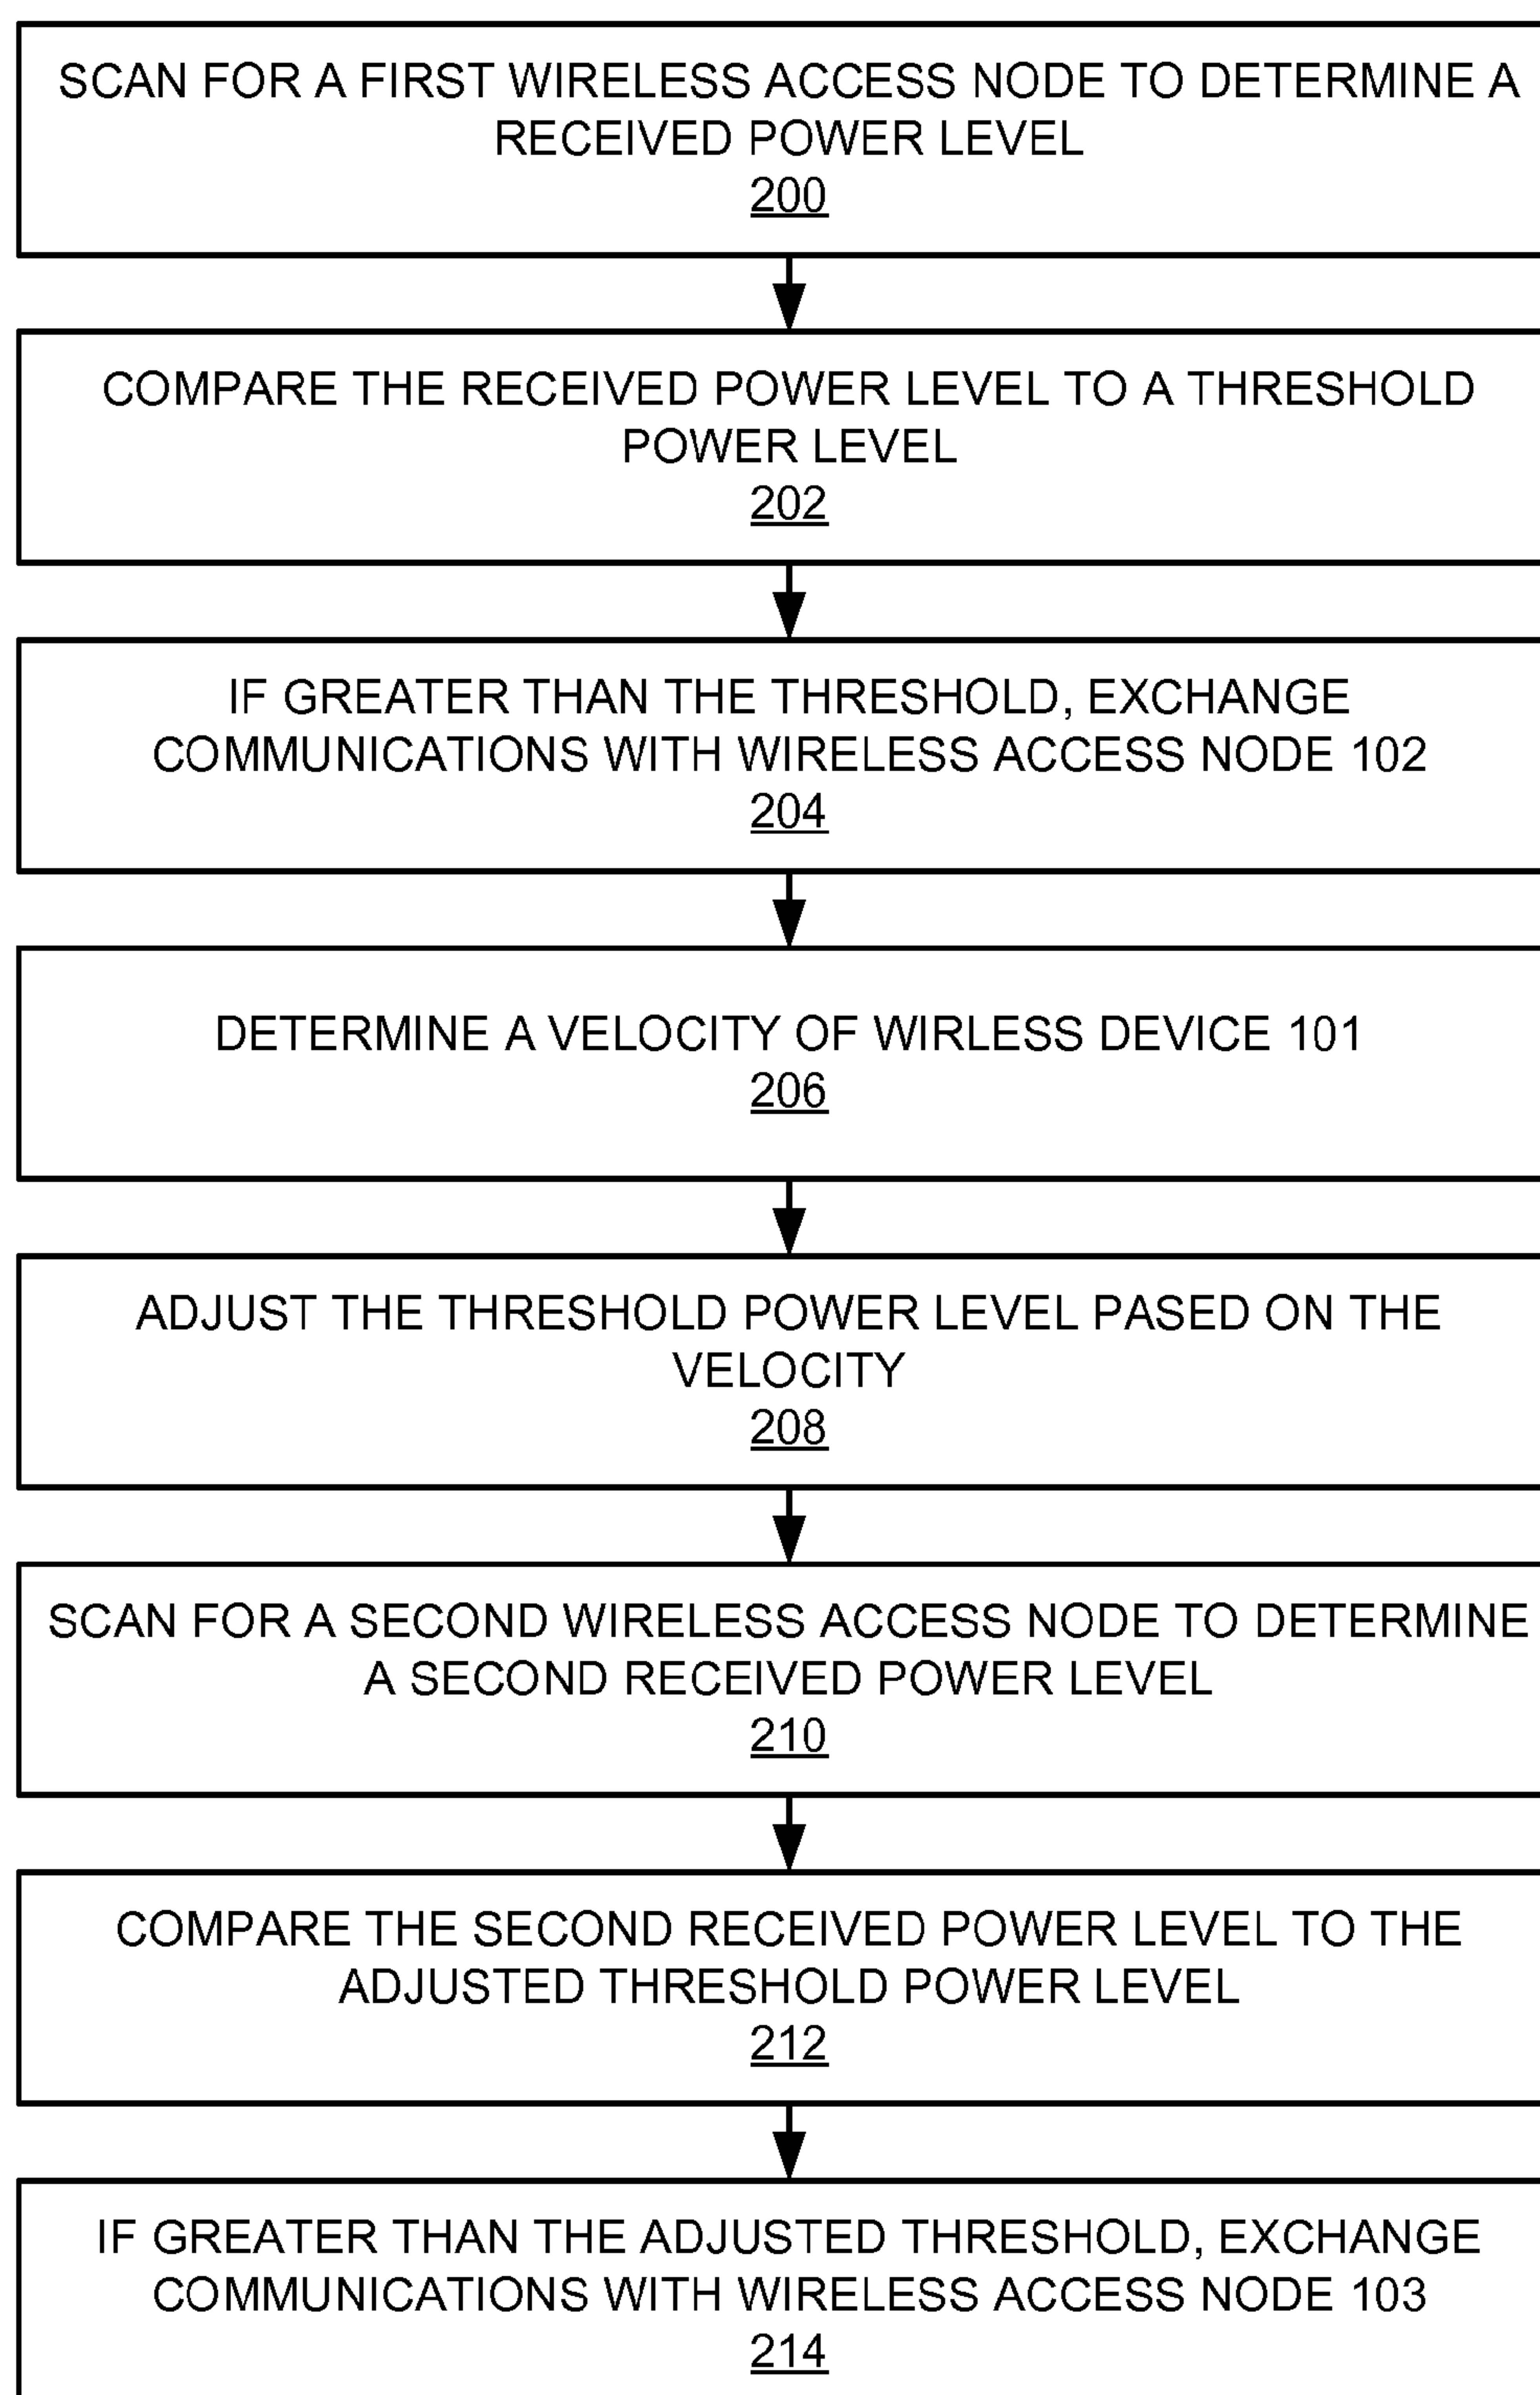 SCAN FOR A FIRST WIRELESS ACCESS NODE TO DETERMINE A
RECEIVED POWER LEVEL
200
COMPARE THE RECEIVED POWER LEVEL TO A THRESHOLD
POWER LEVEL
202
IF GREATER THAN THE THRESHOLD, EXCHANGE
COMMUNICATIONS WITH WIRELESS ACCESS NODE 102
204
DETERMINE A VELOCITY OF WIRLESS DEVICE 101
206
ADJUST THE THRESHOLD POWER LEVEL PASED ON THE
VELOCITY
208
SCAN FOR A SECOND WIRELESS ACCESS NODE TO DETERMINE
A SECOND RECEIVED POWER LEVEL
210
COMPARE THE SECOND RECEIVED POWER LEVEL TO THE
ADJUSTED THRESHOLD POWER LEVEL
212
IF GREATER THAN THE ADJUSTED THRESHOLD, EXCHANGE
COMMUNICATIONS WITH WIRELESS ACCESS NODE 103
214